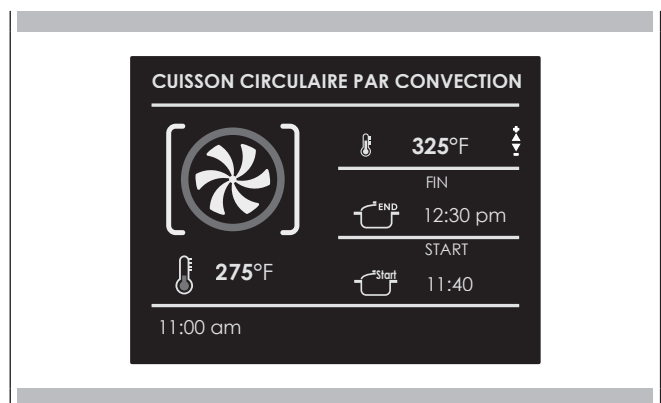 CUISSON CIRCULAIRE PAR CONVECTION
325°F
FIN
END
12:30 pm
START
Start
11:40
275°F
11:00 am